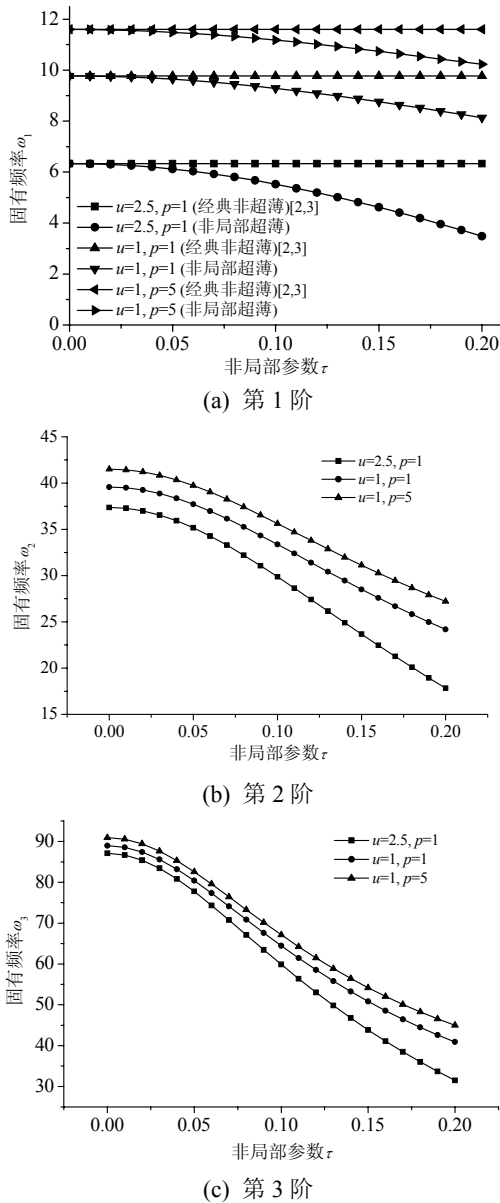 12
10
8
6
4
2
0
固有频率ω₁
u=2.5, p=1 (经典非超薄)[2,3]
u=2.5, p=1 (非局部超薄)
u=1, p=1 (经典非超薄)[2,3]
u=1, p=1 (非局部超薄)
u=1, p=5 (经典非超薄)[2,3]
u=1, p=5 (非局部超薄)
0.00 0.05 0.10 0.15 0.20
非局部参数τ
(a) 第 1 阶
45
40
35
30
25
20
15
固有频率ω₂
u=2.5, p=1
u=1, p=1
u=1, p=5
0.00 0.05 0.10 0.15 0.20
非局部参数τ
(b) 第 2 阶
90
80
70
60
50
40
30
固有频率ω₃
u=2.5, p=1
u=1, p=1
u=1, p=5
0.00 0.05 0.10 0.15 0.20
非局部参数τ
(c) 第 3 阶